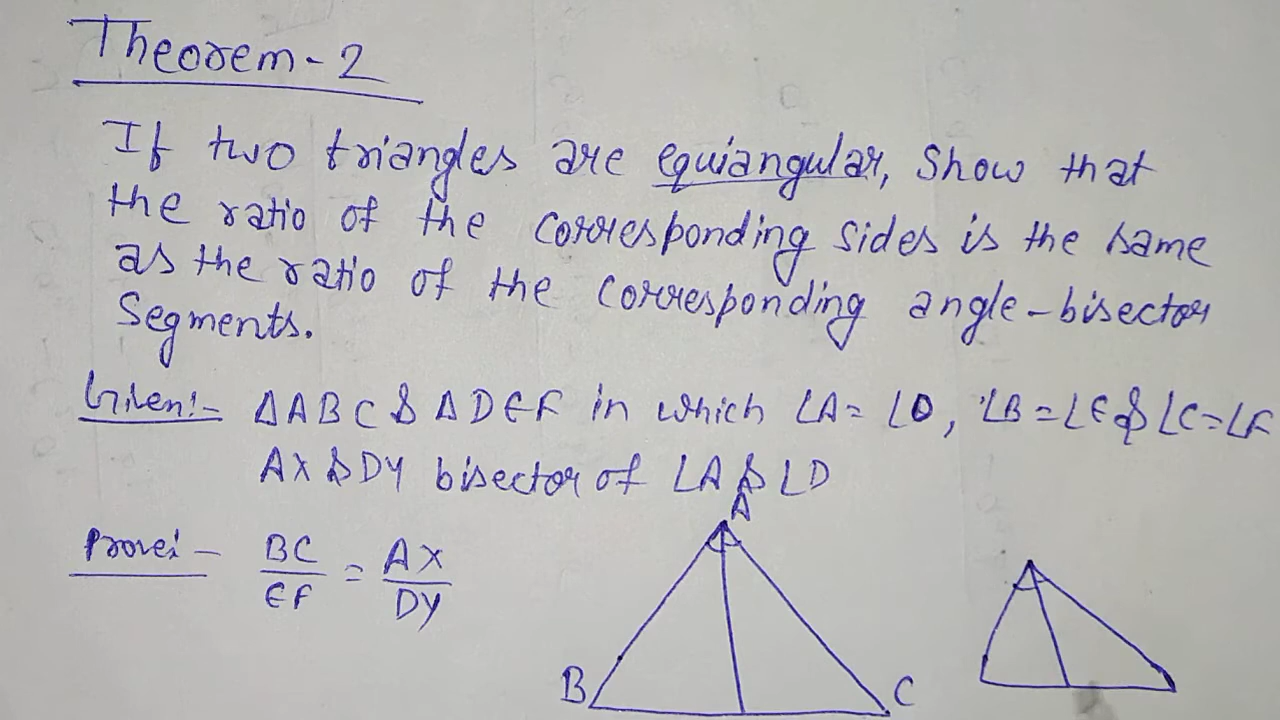 Theorem-2
If two triangles are equiangular, Show that
the ratio of the corresponding sides is the same
as the ratio of the corresponding angle-bisector
Segments.
Given:- ΔABC & ΔDEF in which ∠A=∠D, ∠B=∠E & ∠C=∠F
AX & DY bisector of ∠A & ∠D
Prove:- BC/EF = AX/DY
A
B C